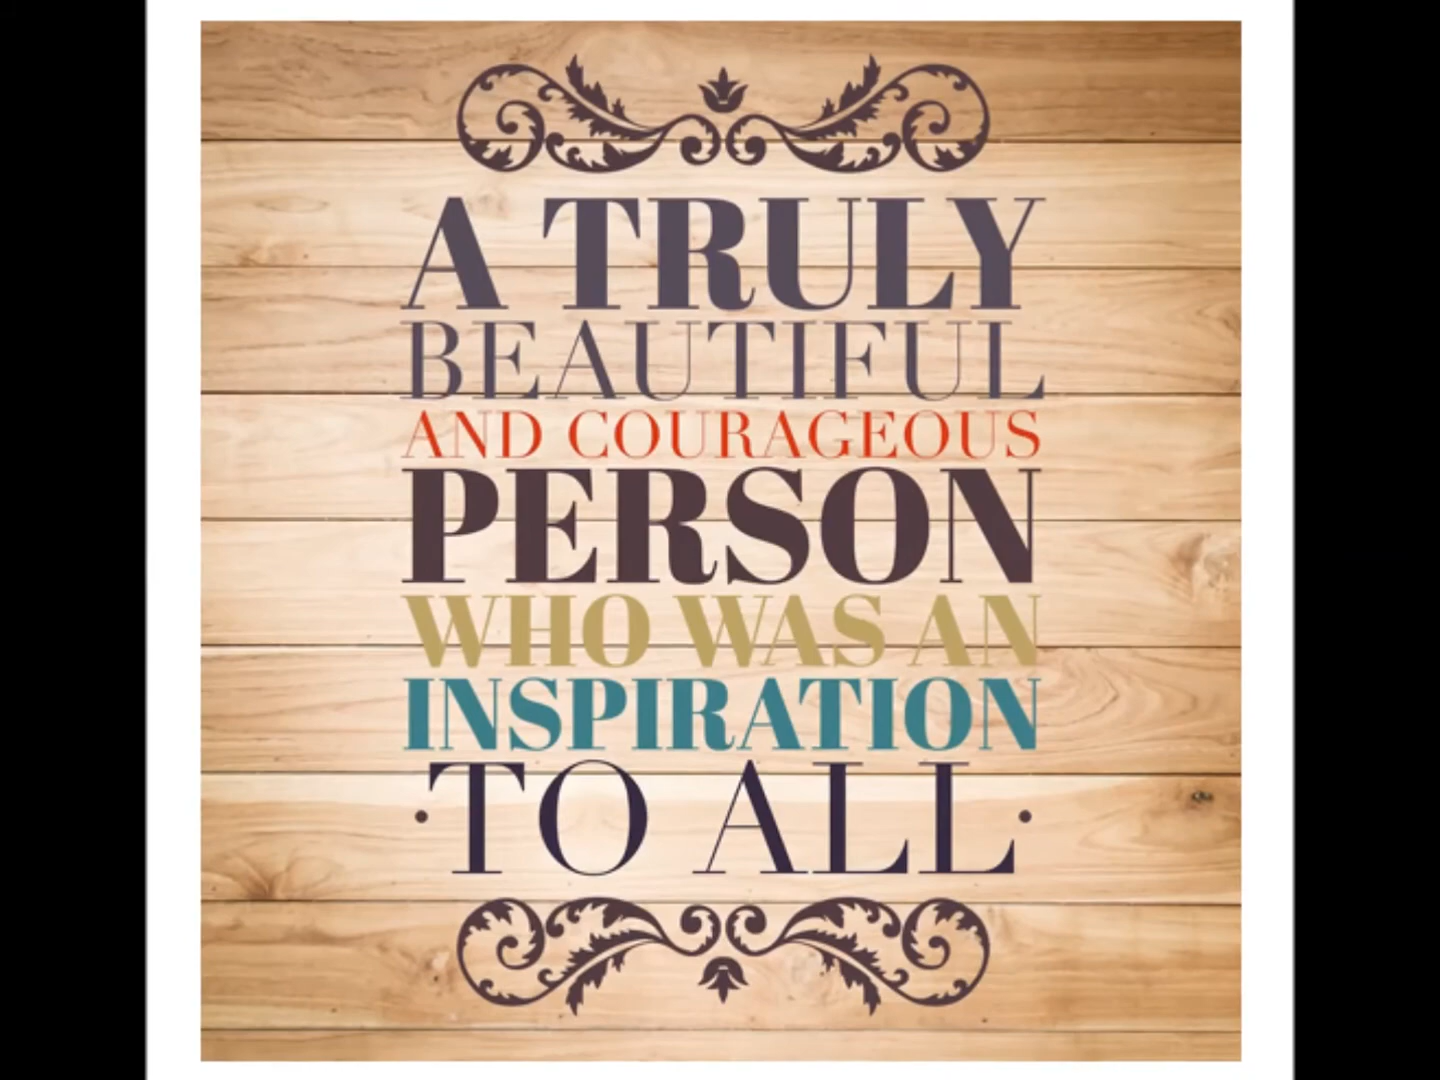 A TRULY
BEAUTIFUL
AND COURAGEOUS
PERSON
WHO WAS AN
INSPIRATION
·TO ALL·